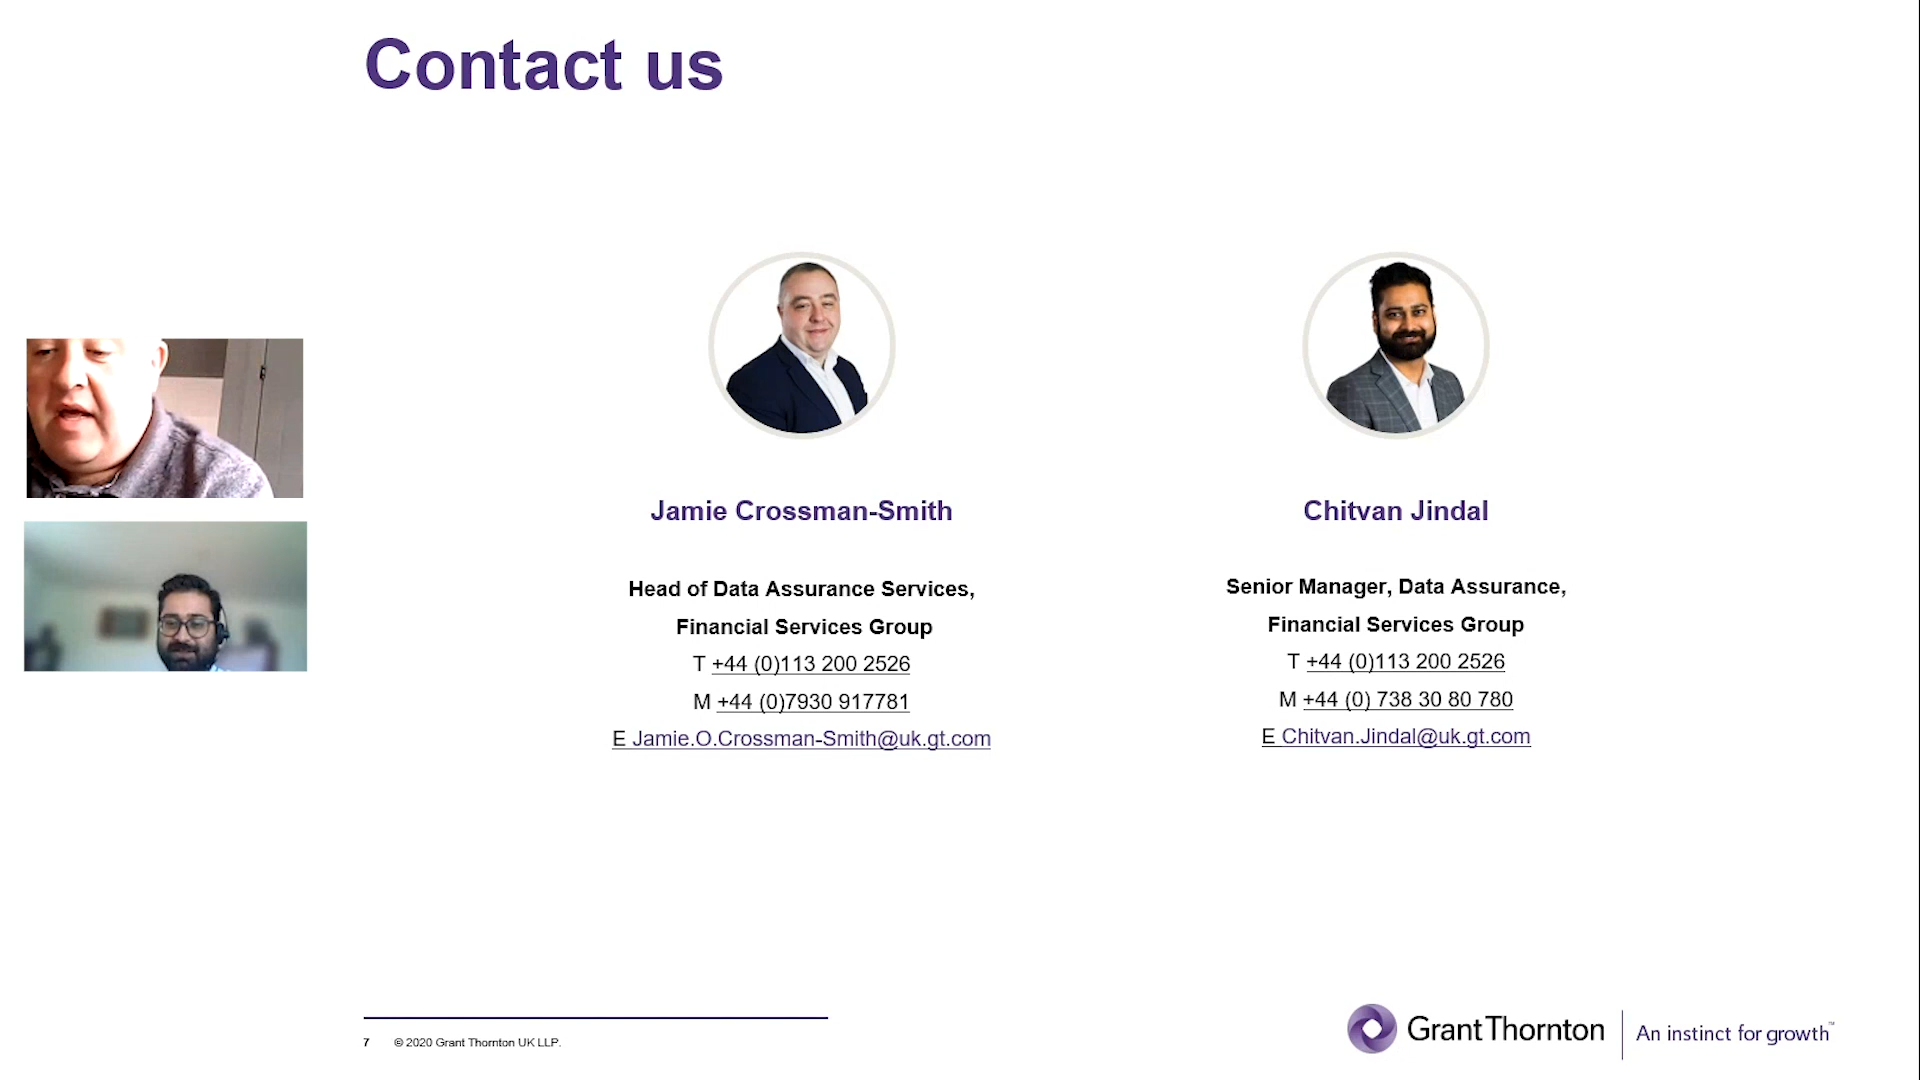 Contact us
Jamie Crossman-Smith
Head of Data Assurance Services,
Financial Services Group
T +44 (0)113 200 2526
M +44 (0)7930 917781
E Jamie.O.Crossman-Smith@uk.gt.com
Chitvan Jindal
Senior Manager, Data Assurance,
Financial Services Group
T +44 (0)113 200 2526
M +44 (0) 738 30 80 780
E Chitvan.Jindal@uk.gt.com
7 © 2020 Grant Thornton UK LLP.
Grant Thornton An instinct for growth™